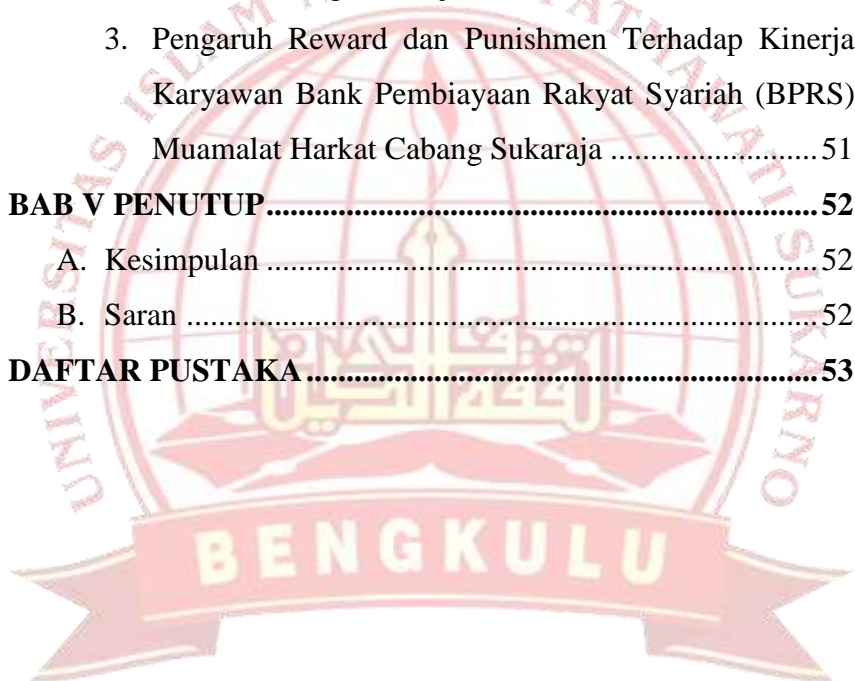 3. Pengaruh Reward dan Punishmen Terhadap Kinerja
Karyawan Bank Pembiayaan Rakyat Syariah (BPRS)
Muamalat Harkat Cabang Sukaraja ......................... 51
BAB V PENUTUP .................................................................... 52
A. Kesimpulan .................................................................. 52
B. Saran ............................................................................ 52
DAFTAR PUSTAKA ............................................................... 53
BENGKULU